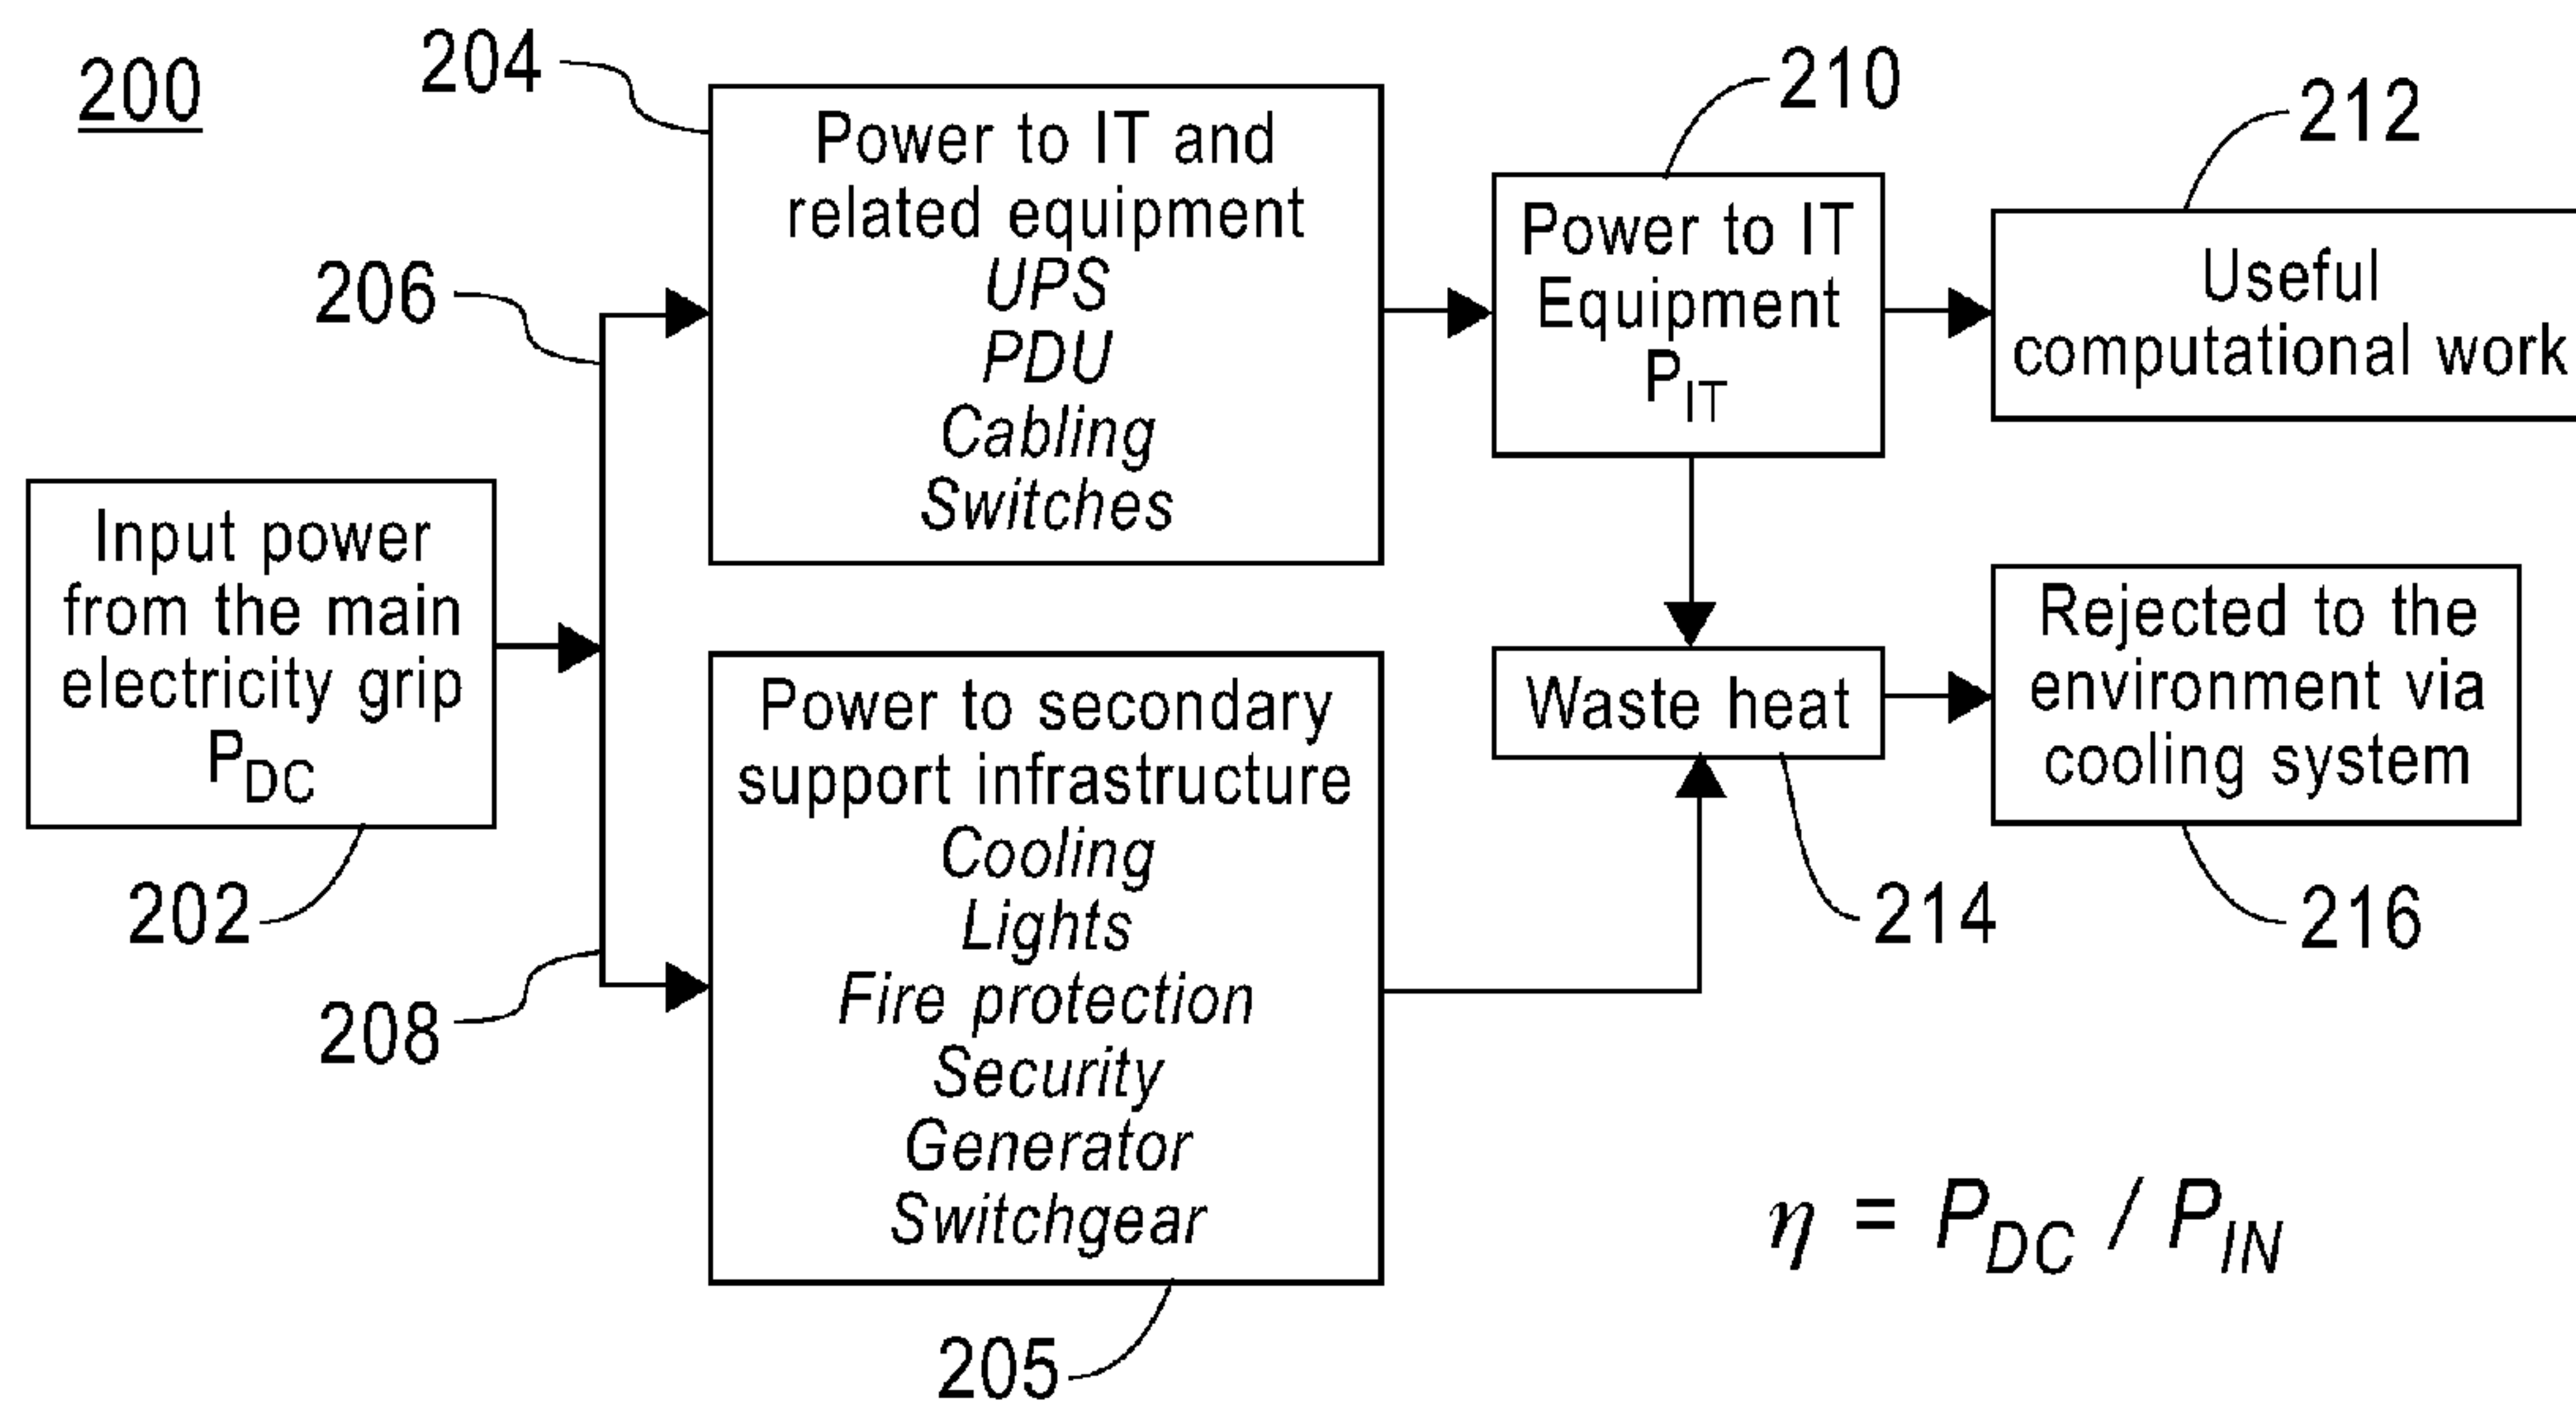 200
204
Power to IT and
related equipment
UPS
PDU
Cabling
Switches
206
210
Power to IT
Equipment
P_IT
212
Useful
computational work
Input power
from the main
electricity grip
P_DC
202
208
Power to secondary
support infrastructure
Cooling
Lights
Fire protection
Security
Generator
Switchgear
205
Waste heat
214
Rejected to the
environment via
cooling system
216
η = P_DC / P_IN